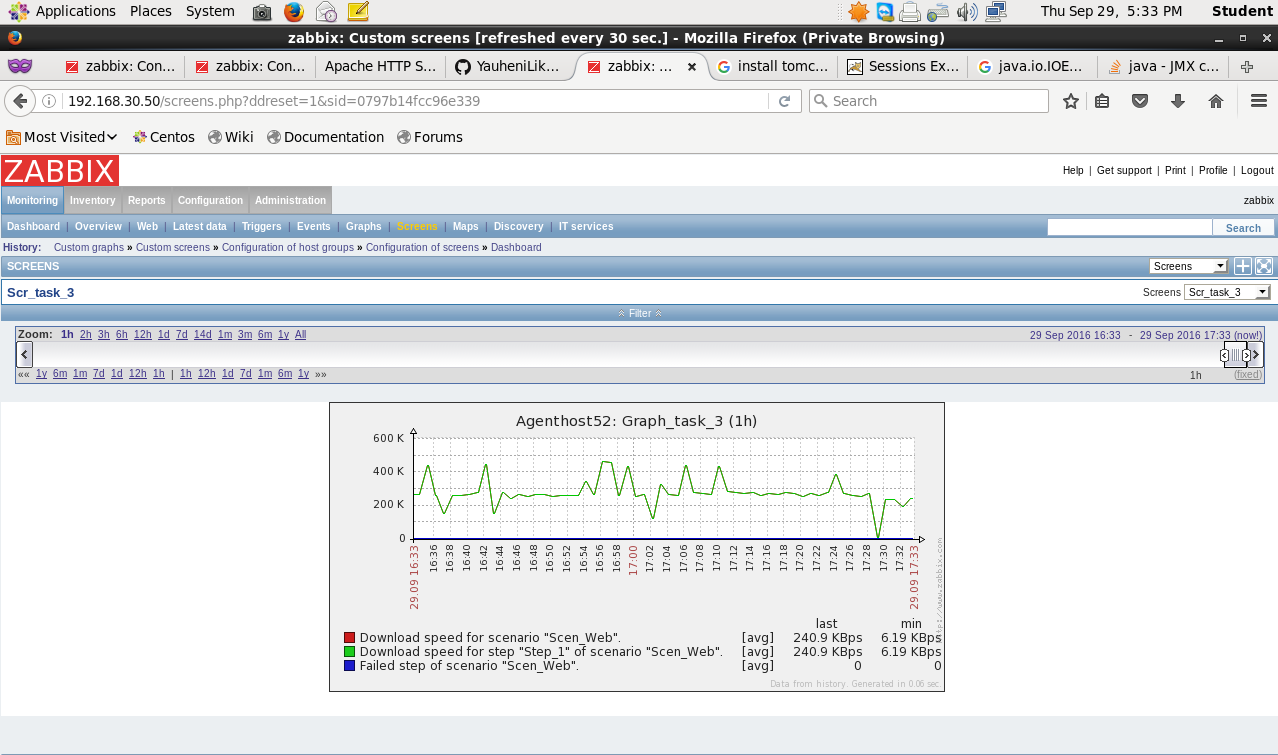 Applications Places System Thu Sep 29, 5:33 PM Student
zabbix: Custom screens [refreshed every 30 sec.] - Mozilla Firefox (Private Browsing)
zabbix: Con... zabbix: Con... Apache HTTP S... YauheniLik... zabbix: ... install tomc... Sessions Ex... java.io.IOE... java - JMX c...
192.168.30.50/screens.php?ddreset=1&sid=0797b14fcc96e339 Search
Most Visited Centos Wiki Documentation Forums
ZABBIX Help | Get support | Print | Profile | Logout
Monitoring Inventory Reports Configuration Administration zabbix
Dashboard | Overview | Web | Latest data | Triggers | Events | Graphs | Screens | Maps | Discovery | IT services Search
History: Custom graphs » Custom screens » Configuration of host groups » Configuration of screens » Dashboard
SCREENS Screens
Scr_task_3 Screens Scr_task_3
Filter
Zoom: 1h 2h 3h 6h 12h 1d 7d 14d 1m 3m 6m 1y All 29 Sep 2016 16:33 - 29 Sep 2016 17:33 (now!)
«« 1y 6m 1m 7d 1d 12h 1h | 1h 12h 1d 7d 1m 6m 1y »» 1h (fixed)
Agenthost52: Graph_task_3 (1h)
600 K
400 K
200 K
0
29.09 16:33 16:36 16:38 16:40 16:42 16:44 16:46 16:48 16:50 16:52 16:54 16:56 16:58 17:00 17:02 17:04 17:06 17:08 17:10 17:12 17:14 17:16 17:18 17:20 17:22 17:24 17:26 17:28 17:30 17:32 29.09 17:33
http://www.zabbix.com
last min
Download speed for scenario "Scen_Web". [avg] 240.9 KBps 6.19 KBps
Download speed for step "Step_1" of scenario "Scen_Web". [avg] 240.9 KBps 6.19 KBps
Failed step of scenario "Scen_Web". [avg] 0 0
Data from history. Generated in 0.06 sec.